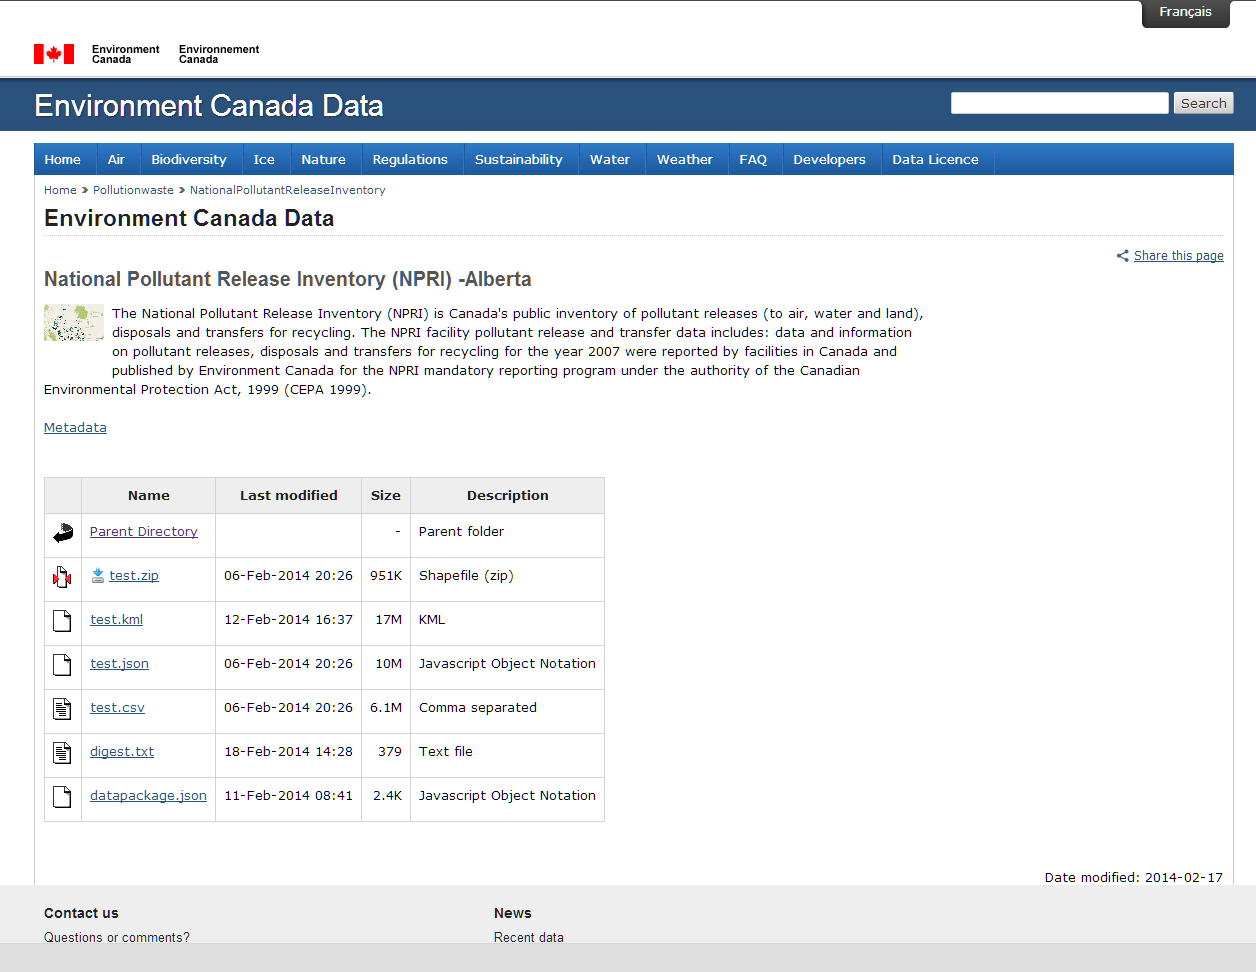 Français
Environment Canada
Environnement Canada
Environment Canada Data
Search
Home Air Biodiversity Ice Nature Regulations Sustainability Water Weather FAQ Developers Data Licence
Home > Pollutionwaste > NationalPollutantReleaseInventory
Environment Canada Data
Share this page
National Pollutant Release Inventory (NPRI) -Alberta
The National Pollutant Release Inventory (NPRI) is Canada's public inventory of pollutant releases (to air, water and land),
disposals and transfers for recycling. The NPRI facility pollutant release and transfer data includes: data and information
on pollutant releases, disposals and transfers for recycling for the year 2007 were reported by facilities in Canada and
published by Environment Canada for the NPRI mandatory reporting program under the authority of the Canadian
Environmental Protection Act, 1999 (CEPA 1999).
Metadata
Name Last modified Size Description
Parent Directory - Parent folder
test.zip 06-Feb-2014 20:26 951K Shapefile (zip)
test.kml 12-Feb-2014 16:37 17M KML
test.json 06-Feb-2014 20:26 10M Javascript Object Notation
test.csv 06-Feb-2014 20:26 6.1M Comma separated
digest.txt 18-Feb-2014 14:28 379 Text file
datapackage.json 11-Feb-2014 08:41 2.4K Javascript Object Notation
Date modified: 2014-02-17
Contact us News
Questions or comments? Recent data